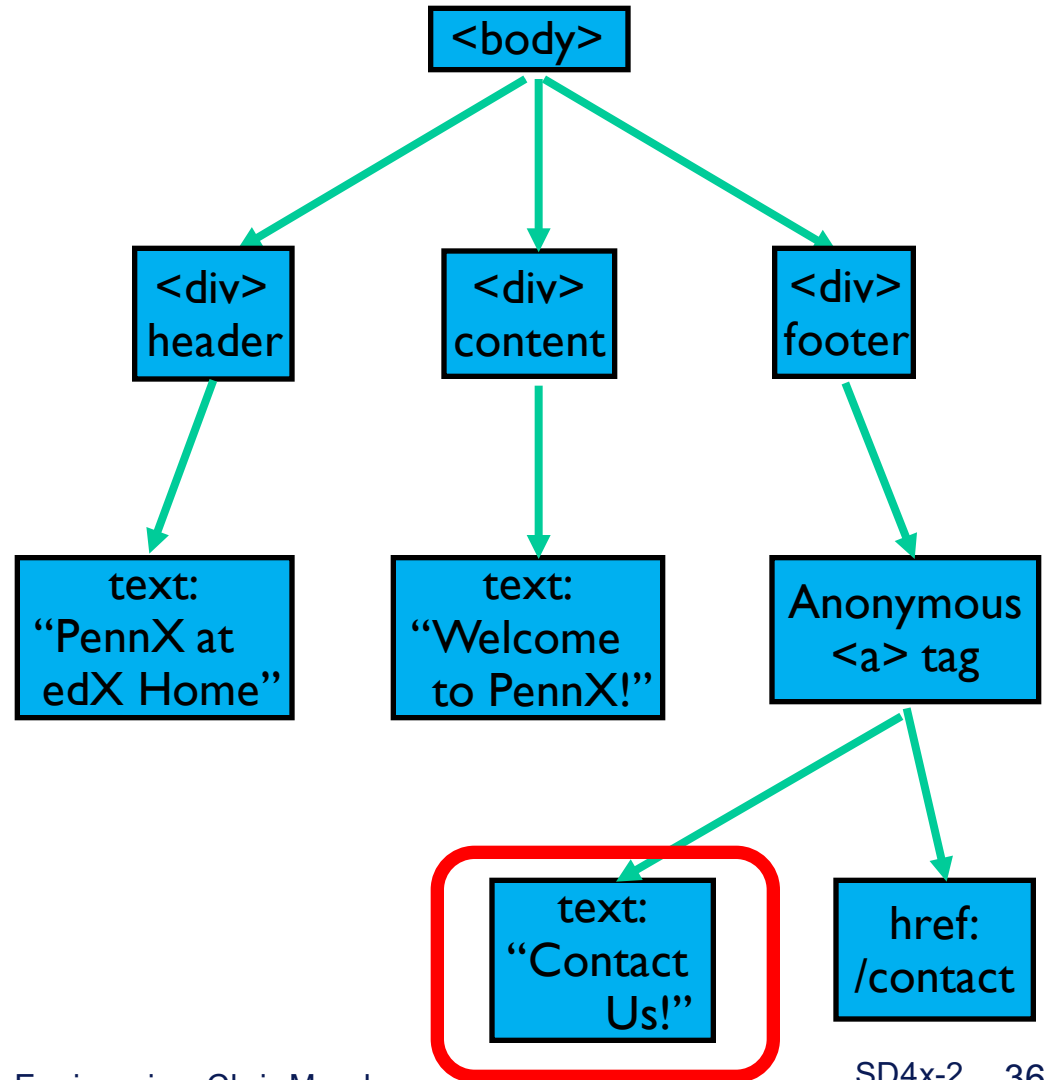 <body>
<div>
header
<div>
content
<div>
footer
text:
“PennX at
edX Home”
text:
“Welcome
to PennX!”
Anonymous
<a> tag
text:
“Contact
Us!”
href:
/contact
SD4x-2 36